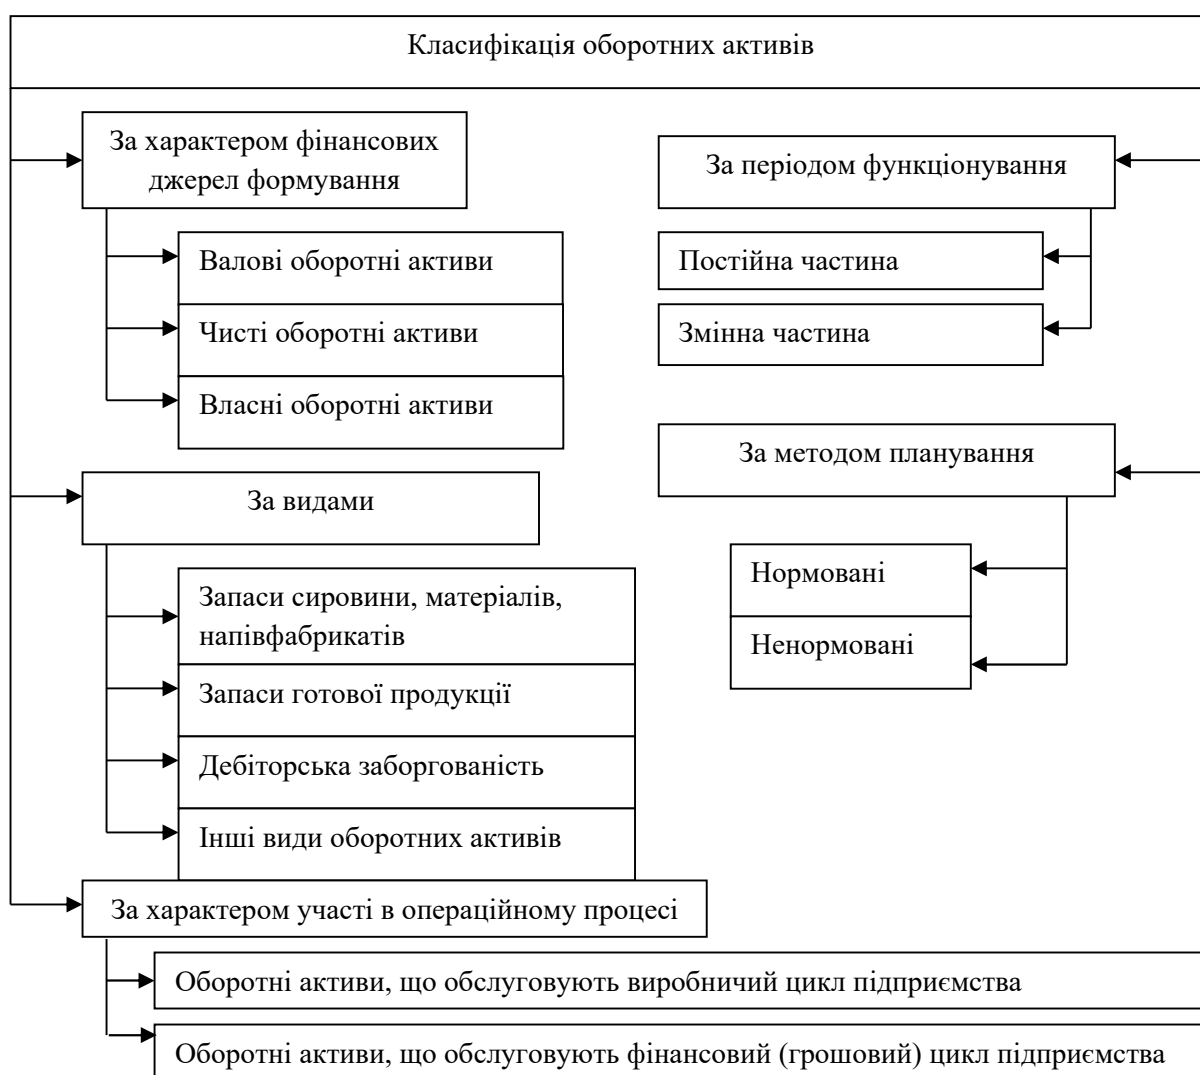 Класифікація оборотних активів
За характером фінансових
джерел формування
Валові оборотні активи
Чисті оборотні активи
Власні оборотні активи
За періодом функціонування
Постійна частина
Змінна частина
За методом планування
Нормовані
Ненормовані
За видами
Запаси сировини, матеріалів,
напівфабрикатів
Запаси готової продукції
Дебіторська заборгованість
Інші види оборотних активів
За характером участі в операційному процесі
Оборотні активи, що обслуговують виробничий цикл підприємства
Оборотні активи, що обслуговують фінансовий (грошовий) цикл підприємства